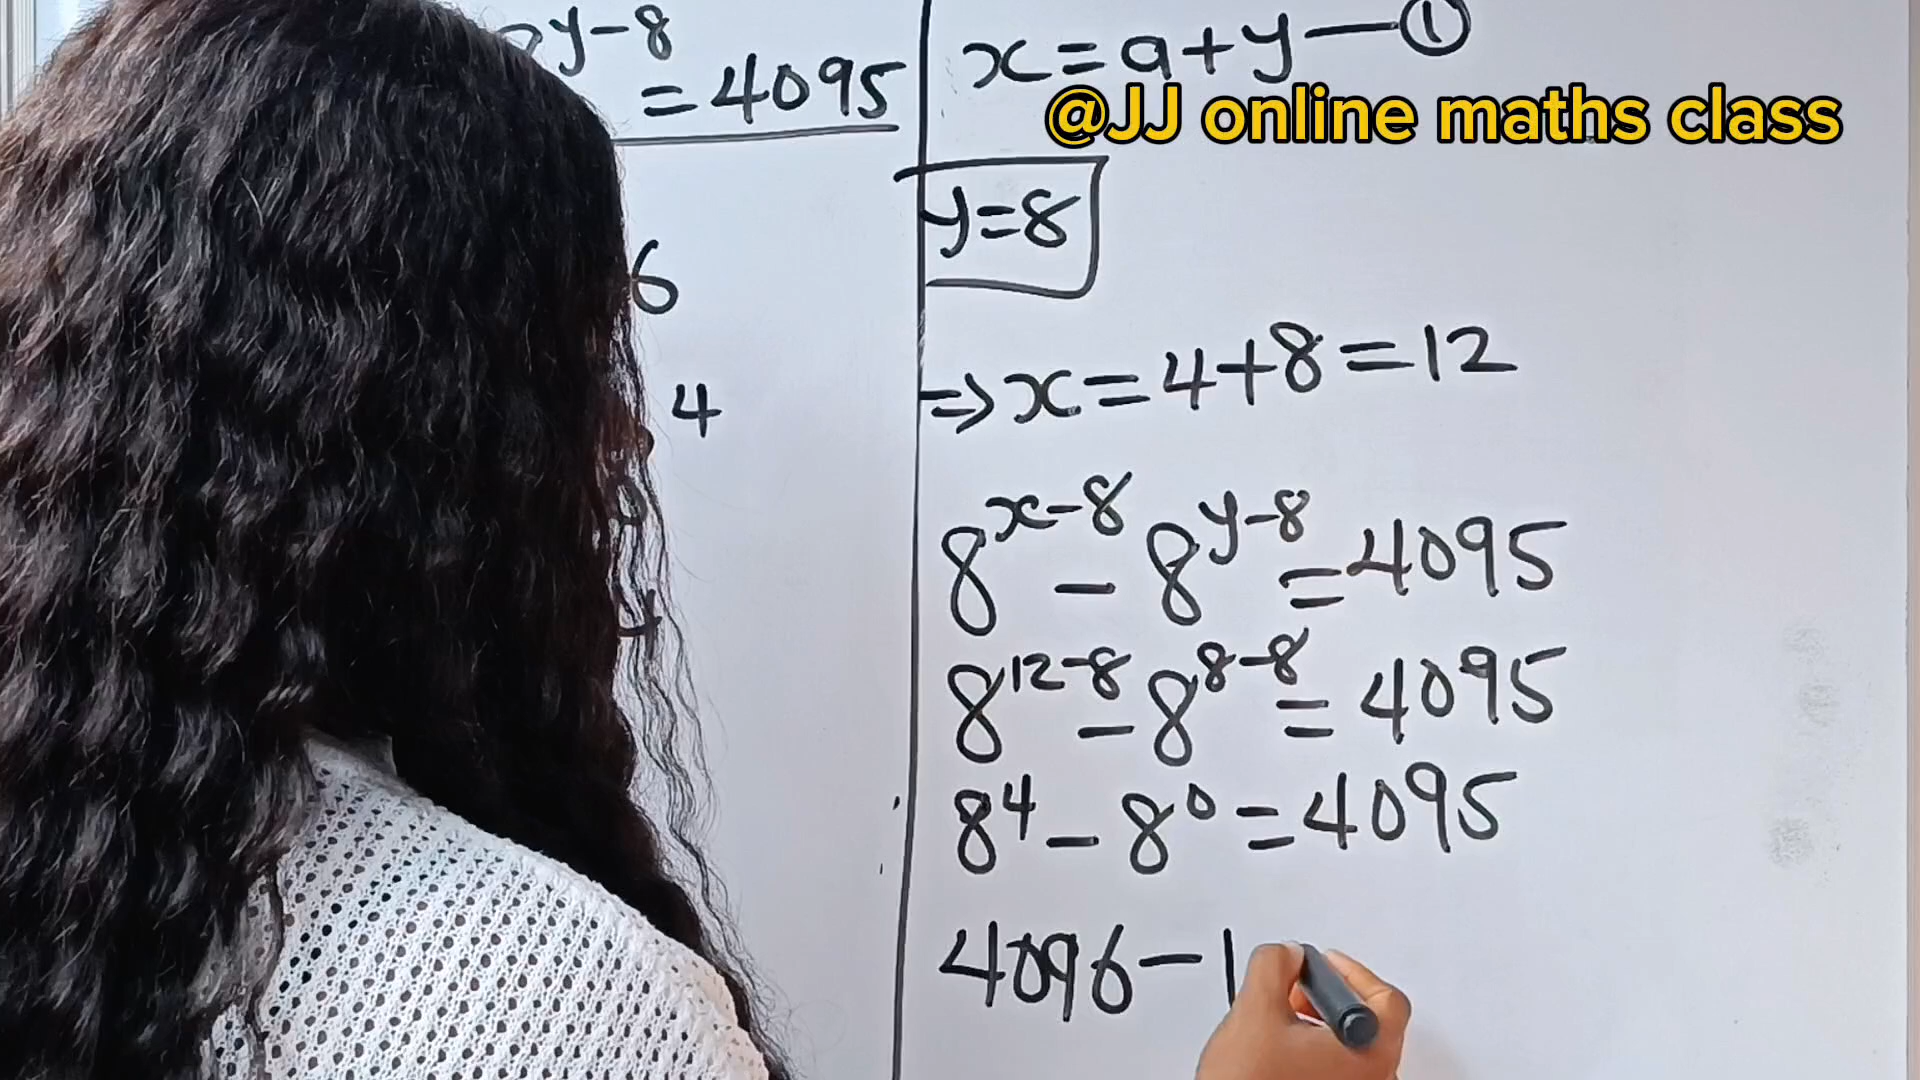 y-8 = 4095
6
4
4
x = a + y — ①
@JJ online maths class
y=8
⇒ x = 4+8 = 12
8^{x-8} - 8^{y-8} = 4095
8^{12-8} - 8^{8-8} = 4095
8^4 - 8^0 = 4095
4096 - 1